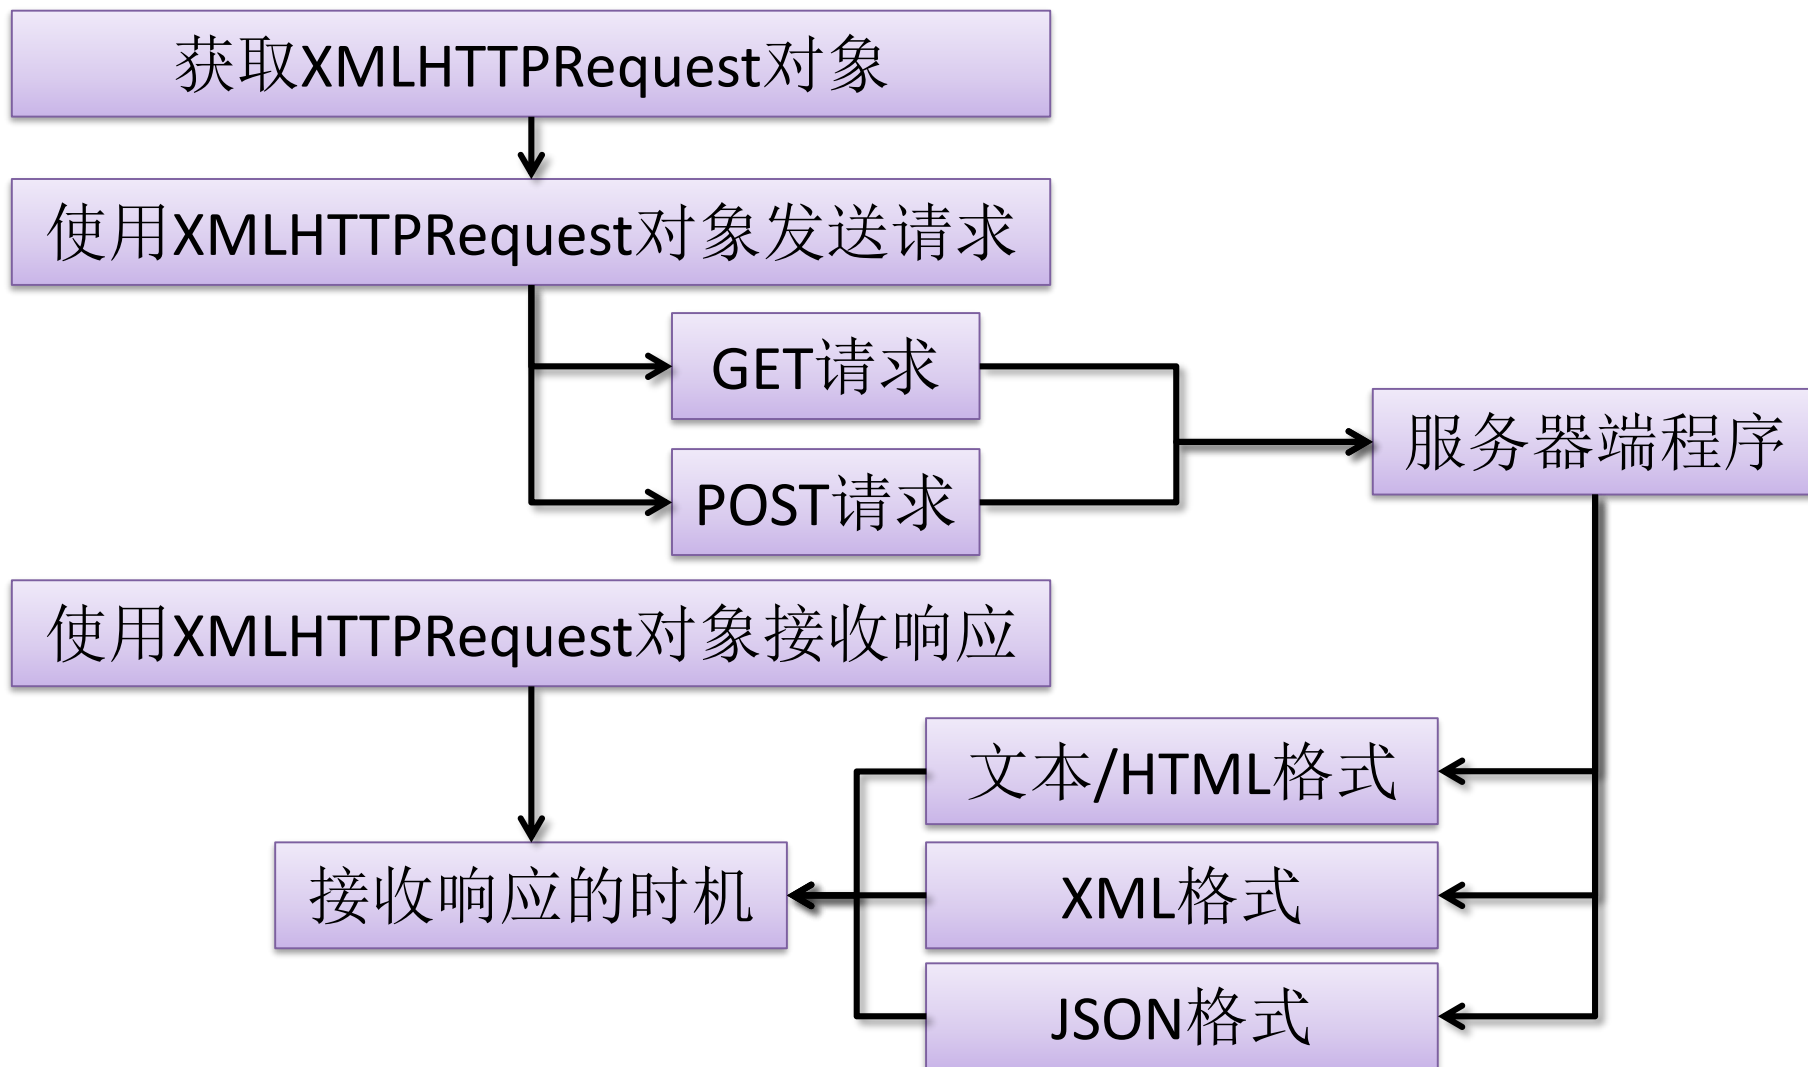 获取XMLHTTPRequest对象
使用XMLHTTPRequest对象发送请求
GET请求
POST请求
服务器端程序
使用XMLHTTPRequest对象接收响应
接收响应的时机
文本/HTML格式
XML格式
JSON格式